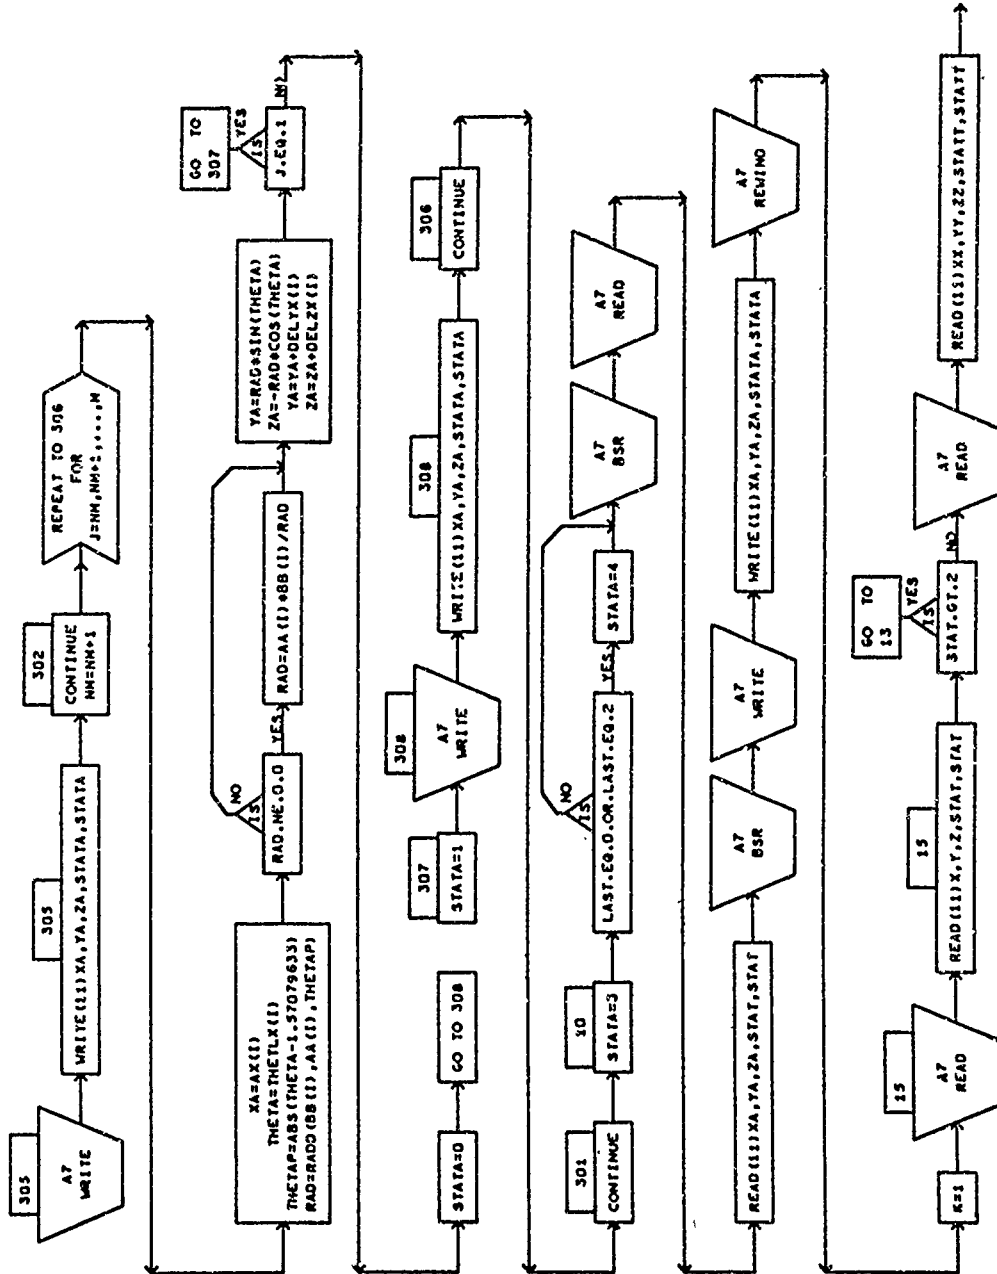 305
A7
WRITE
305
WRITE(11)XA,YA,ZA,STATA,STATA
302
CONTINUE
NM=NM+1
REPEAT TO 306
FOR
J=NM,NM+1,...,N
XA=AX(I)
THETA=THETLX(I)
THETAP=ABS(THETA-1.57079633)
RAD=RADD(BB(I),AA(I),THETAP)
RAD.NE.0.0
IS
NO
YES
RAD=AA(I)*BB(I)/RAD
YA=RAD*SIN(THETA)
ZA=-RAD*COS(THETA)
YA=YA+DELYX(I)
ZA=ZA+DELZX(I)
GO TO
307
YES
IS
J.EQ.1
NO
STATA=0
GO TO 308
307
STATA=1
308
A7
WRITE
308
WRITE(11)XA,YA,ZA,STATA,STATA
306
CONTINUE
301
CONTINUE
10
STATA=3
LAST.EQ.0.OR.LAST.EQ.2
IS
NO
YES
STATA=4
A7
BSR
A7
READ
READ(11)XA,YA,ZA,STAT,STAT
A7
BSR
A7
WRITE
WRITE(11)XA,YA,ZA,STATA,STATA
A7
REWIND
K=1
15
A7
READ
15
READ(11)X,Y,Z,STAT,STAT
GO TO
13
YES
IS
STAT.GT.2
NO
A7
READ
READ(11)XX,YY,ZZ,STATT,STATT